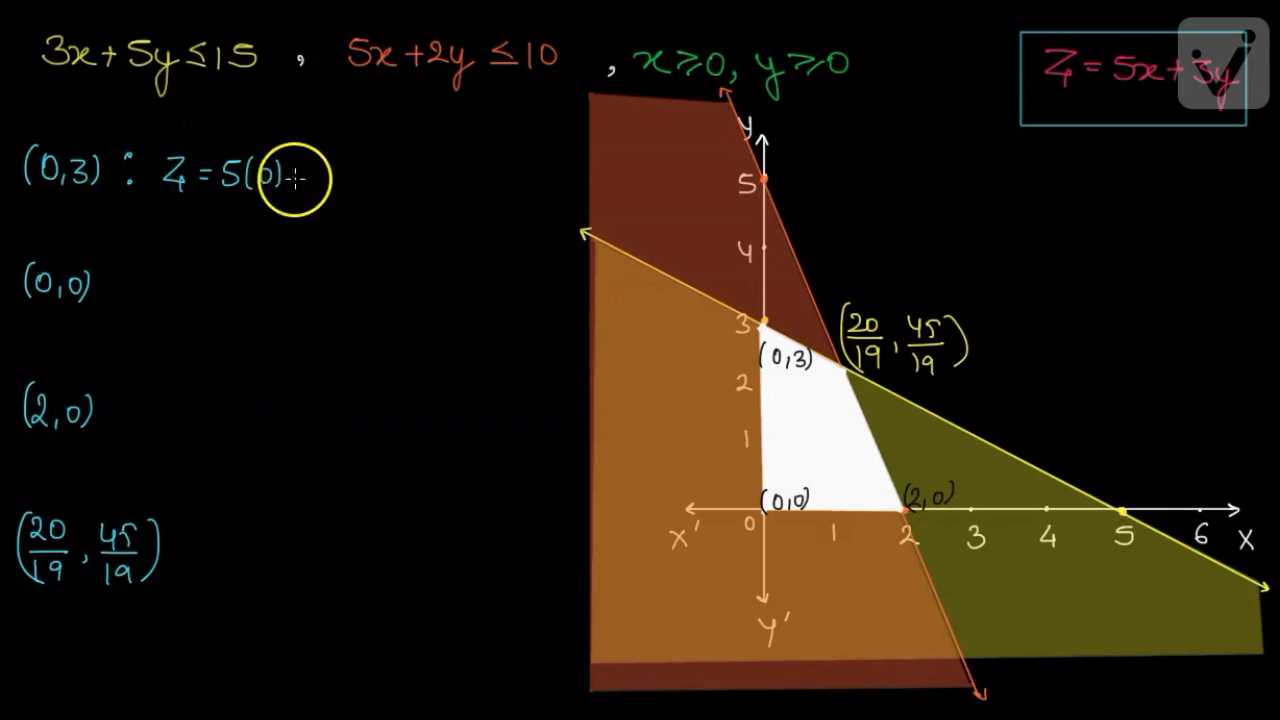 3x+5y≤15 , 5x+2y ≤10 , x≥0, y≥0
Z = 5x+3y
(0,3) : Z = 5(0)
(0,0)
(2,0)
(20/19, 45/19)
y
5
4
3
(0,3)
(20/19, 45/19)
2
1
(0,0)
(2,0)
X' 0 1 2 3 4 5 6 X
y'